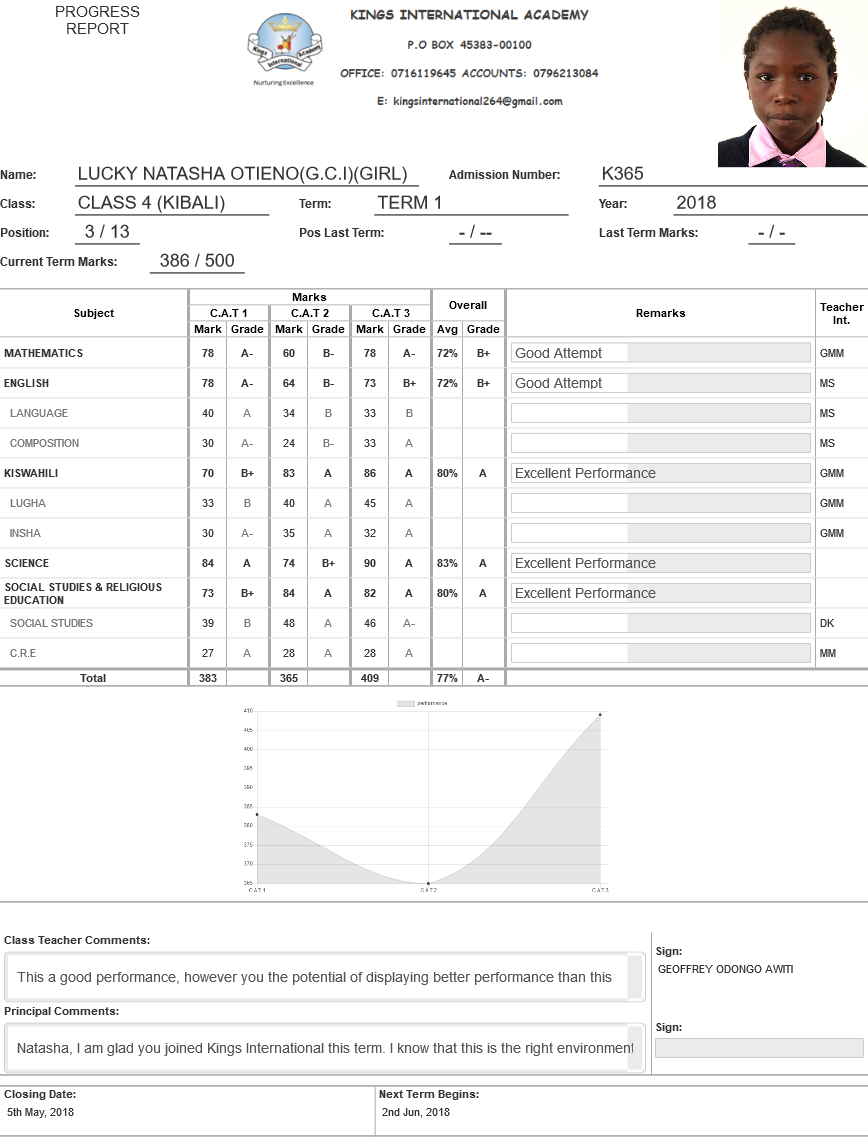 PROGRESS
REPORT
KINGS INTERNATIONAL ACADEMY
P.O BOX 45383-00100
OFFICE: 0716119645 ACCOUNTS: 0796213084
E: kingsinternational264@gmail.com
Kings International Academy
Nurturing Excellence
Name: LUCKY NATASHA OTIENO(G.C.I)(GIRL) Admission Number: K365
Class: CLASS 4 (KIBALI) Term: TERM 1 Year: 2018
Position: 3 / 13 Pos Last Term: - / -- Last Term Marks: - / -
Current Term Marks: 386 / 500
Subject Marks Overall Remarks Teacher Int.
C.A.T 1 C.A.T 2 C.A.T 3
Mark Grade Mark Grade Mark Grade Avg Grade
MATHEMATICS 78 A- 60 B- 78 A- 72% B+ Good Attempt GMM
ENGLISH 78 A- 64 B- 73 B+ 72% B+ Good Attempt MS
LANGUAGE 40 A 34 B 33 B MS
COMPOSITION 30 A- 24 B- 33 A MS
KISWAHILI 70 B+ 83 A 86 A 80% A Excellent Performance GMM
LUGHA 33 B 40 A 45 A GMM
INSHA 30 A- 35 A 32 A GMM
SCIENCE 84 A 74 B+ 90 A 83% A Excellent Performance
SOCIAL STUDIES & RELIGIOUS
EDUCATION 73 B+ 84 A 82 A 80% A Excellent Performance
SOCIAL STUDIES 39 B 48 A 46 A- DK
C.R.E 27 A 28 A 28 A MM
Total 383 365 409 77% A-
performance
410
405
400
395
390
385
380
375
370
365
CAT1 CAT2 CAT3
Class Teacher Comments:
This a good performance, however you the potential of displaying better performance than this
Sign:
GEOFFREY ODONGO AWITI
Principal Comments:
Natasha, I am glad you joined Kings International this term. I know that this is the right environment
Sign:
Closing Date:
5th May, 2018
Next Term Begins:
2nd Jun, 2018